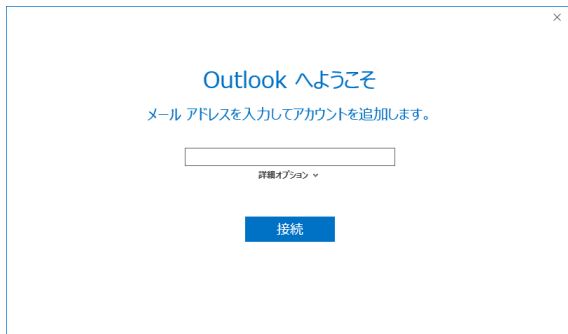 Outlook へようこそ
メール アドレスを入力してアカウントを追加します。
詳細オプション
接続